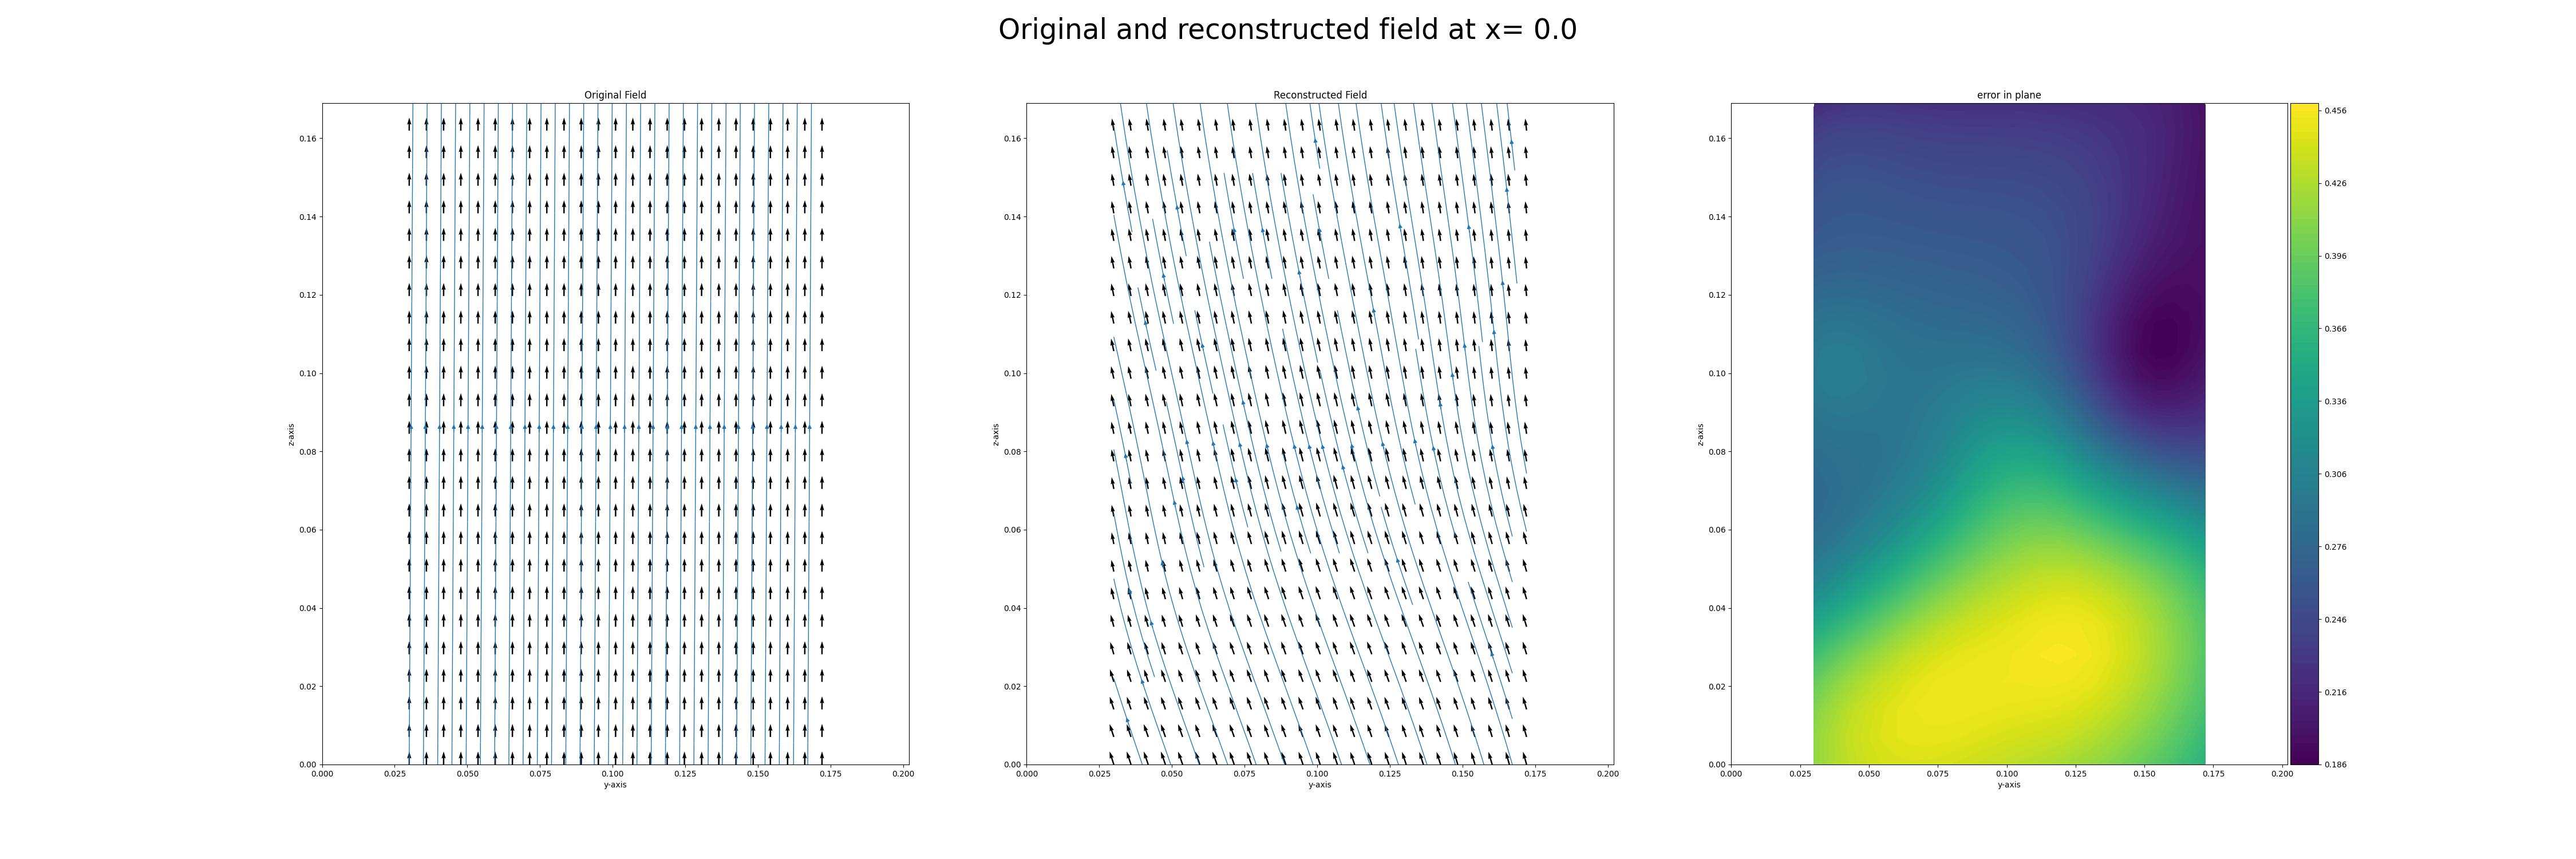 Original and reconstructed field at x= 0.0
Original Field
0.16
0.14
0.12
0.10
0.08
0.06
0.04
0.02
0.00
z-axis
0.000 0.025 0.050 0.075 0.100 0.125 0.150 0.175 0.200
y-axis
Reconstructed Field
0.16
0.14
0.12
0.10
0.08
0.06
0.04
0.02
0.00
z-axis
0.000 0.025 0.050 0.075 0.100 0.125 0.150 0.175 0.200
y-axis
error in plane
0.16
0.14
0.12
0.10
0.08
0.06
0.04
0.02
0.00
z-axis
0.000 0.025 0.050 0.075 0.100 0.125 0.150 0.175 0.200
y-axis
0.456
0.426
0.396
0.366
0.336
0.306
0.276
0.246
0.216
0.186